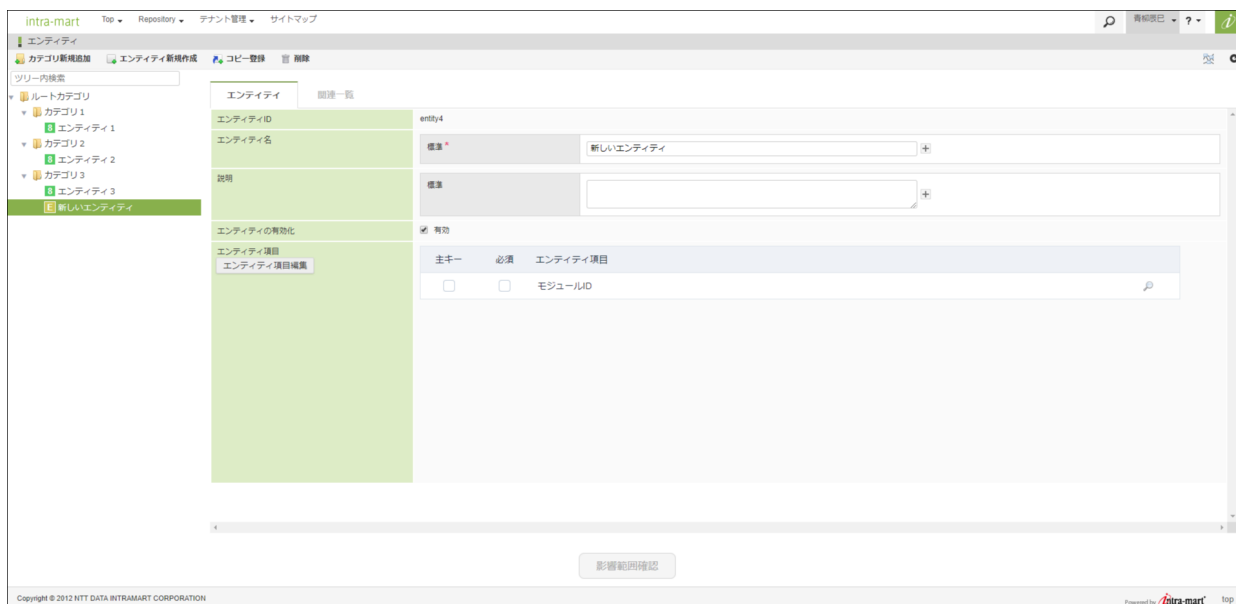 intra-mart Top Repository テナント管理 サイトマップ 青柳辰巳 ?
エンティティ
カテゴリ新規追加 エンティティ新規作成 コピー登録 削除
ツリー内検索
ルートカテゴリ
カテゴリ1
エンティティ1
カテゴリ2
エンティティ2
カテゴリ3
エンティティ3
新しいエンティティ
エンティティ 関連一覧
エンティティID entity4
エンティティ名 標準* 新しいエンティティ
説明 標準
エンティティの有効化 有効
エンティティ項目
エンティティ項目編集
主キー 必須 エンティティ項目
モジュールID
影響範囲確認
Copyright © 2012 NTT DATA INTRAMART CORPORATION Powered by intra-mart top